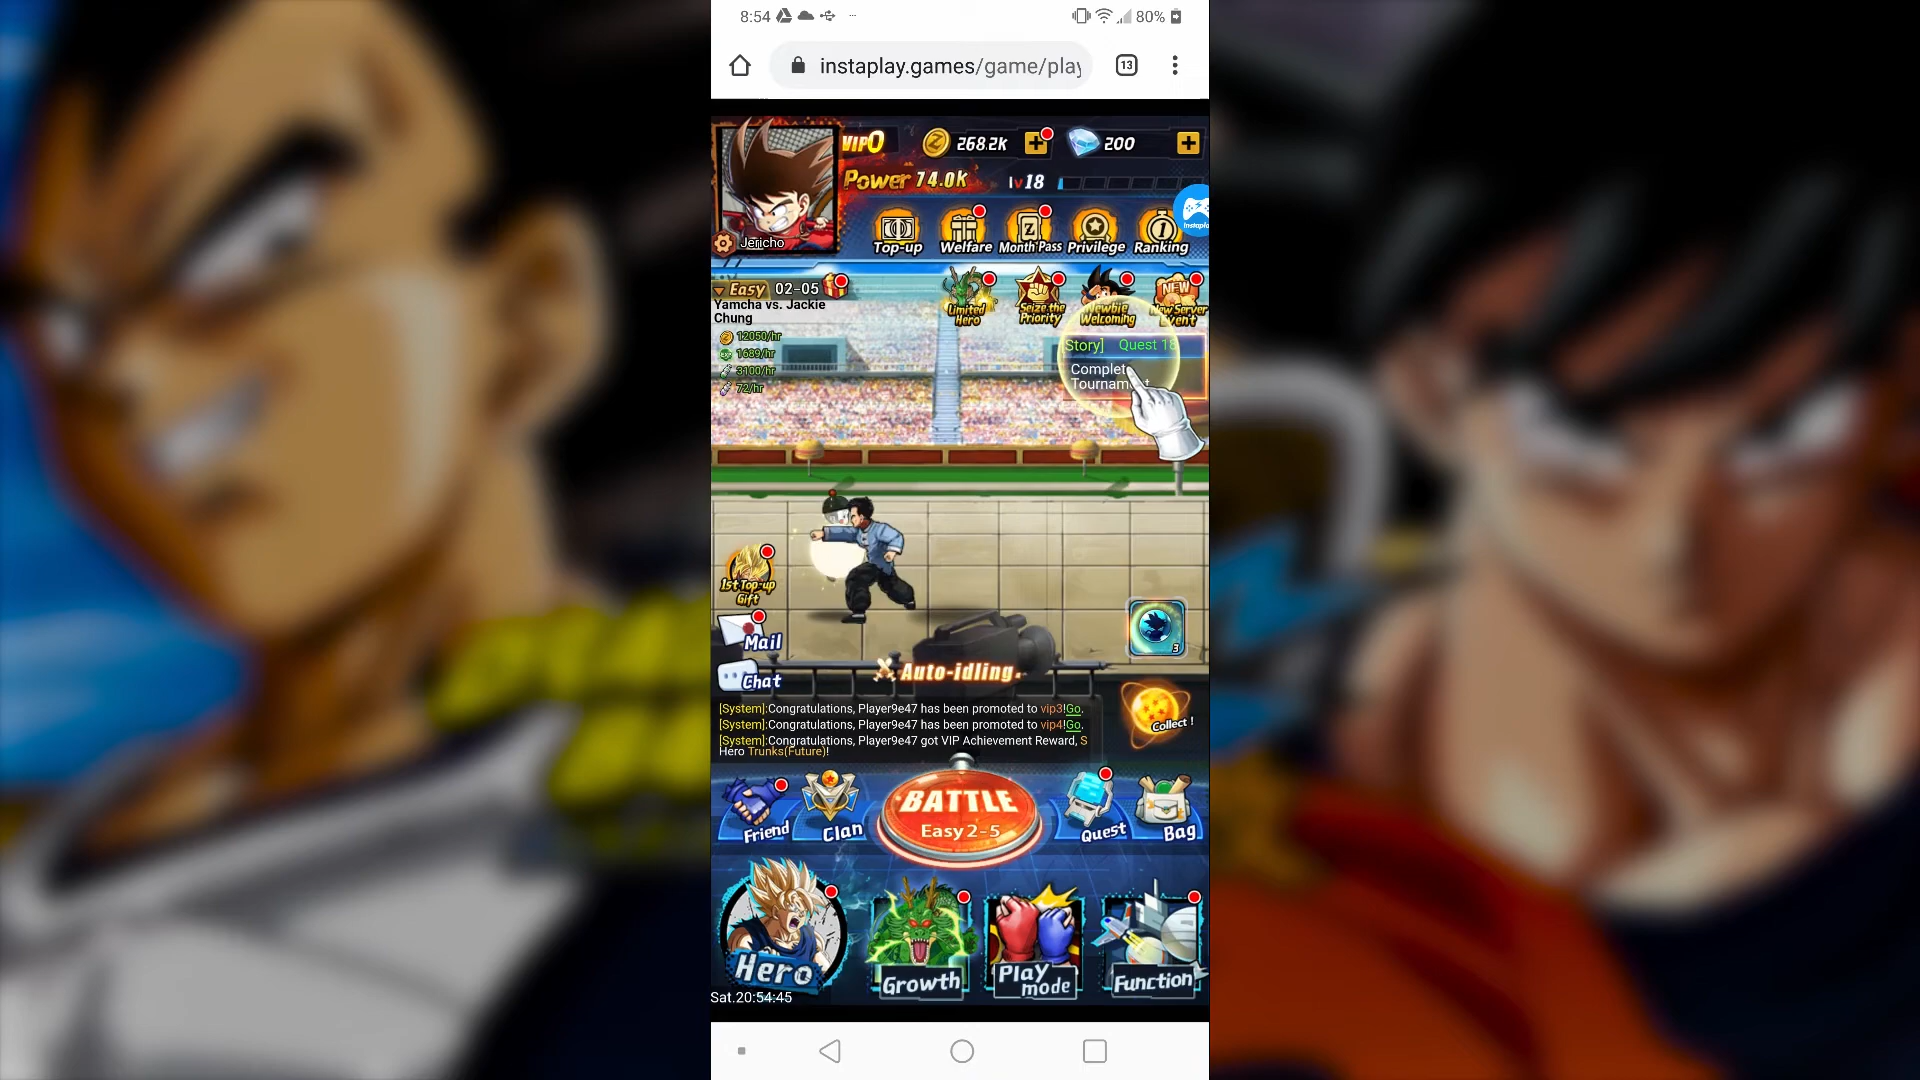 8:54
80%
instaplay.games/game/play
13
VIP0
268.2k
200
Power 74.0k
lv18
Jericho
Top-up
Welfare
Month Pass
Privilege
Ranking
Easy 02-05
Yamcha vs. Jackie
Chung
12050/hr
1689/hr
3100/hr
72/hr
Limited
Hero
Seize the
Priority
Newbie
Welcoming
New Server
Event
NEW
Story] Quest 18
Complet
Tournam
1st Top-up
Gift
Mail
Chat
3
Auto-idling.
Collect !
[System]:Congratulations, Player9e47 has been promoted to vip3!Go.
[System]:Congratulations, Player9e47 has been promoted to vip4!Go.
[System]:Congratulations, Player9e47 got VIP Achievement Reward, S
Hero Trunks(Future)!
Friend
Clan
BATTLE
Easy 2-5
Quest
Bag
Hero
Growth
Play
mode
Function
Sat.20:54:45